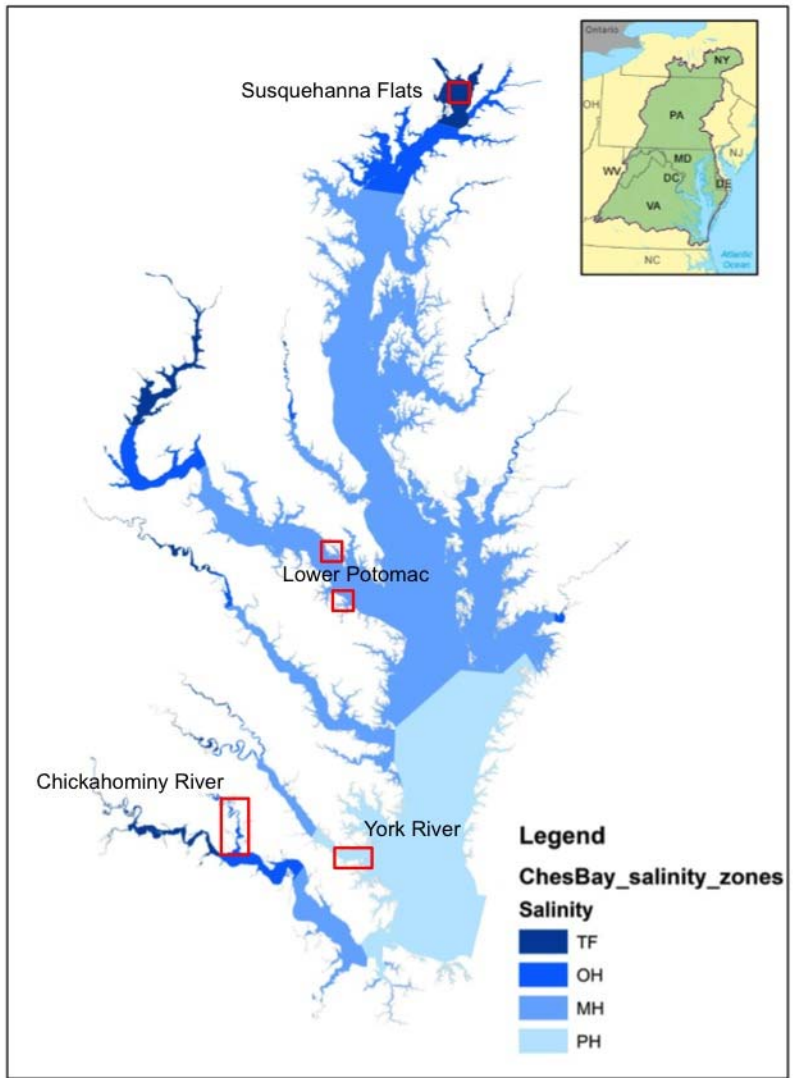 Susquehanna Flats
Ontario
NY
OH
PA
NJ
MD
WV
DC
DE
VA
Atlantic
Ocean
NC
Lower Potomac
Chickahominy River
York River
Legend
ChesBay_salinity_zones
Salinity
TF
OH
MH
PH